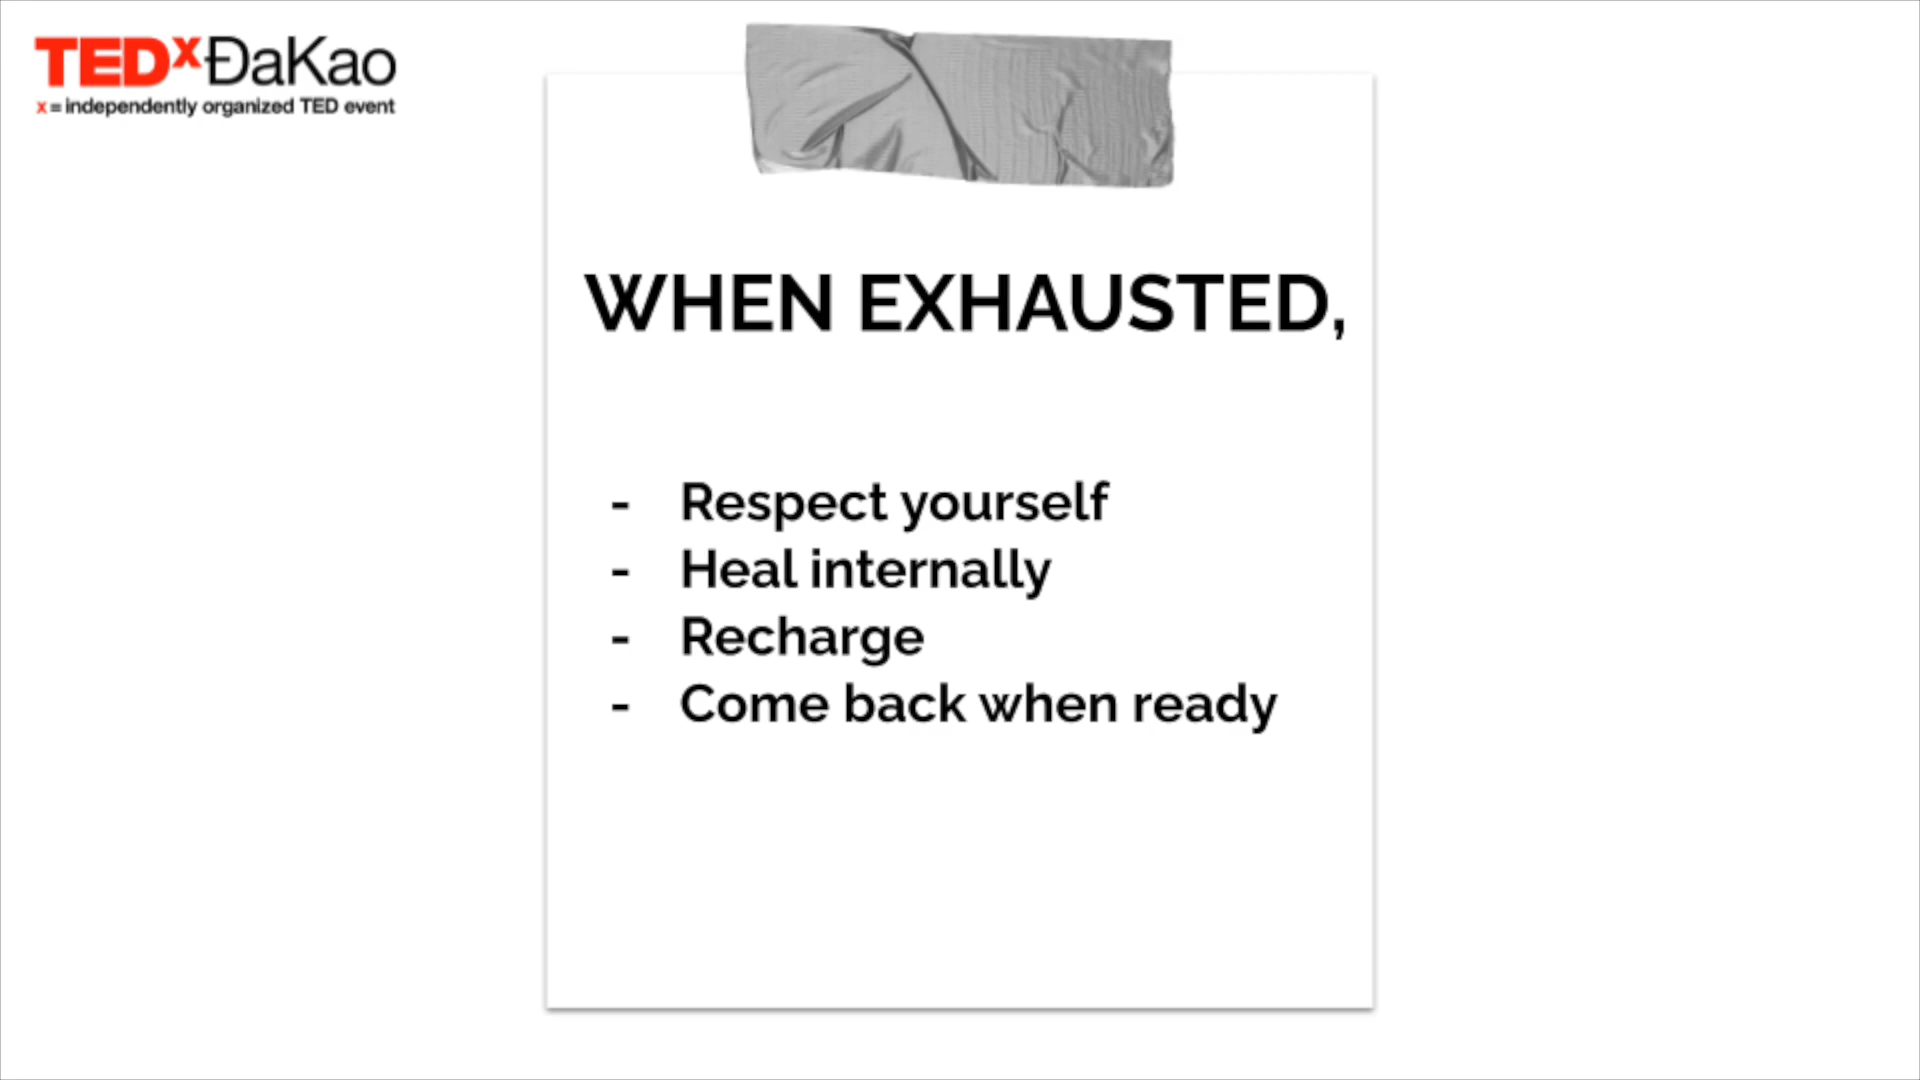 TEDxĐaKao
x = independently organized TED event
WHEN EXHAUSTED,
- Respect yourself
- Heal internally
- Recharge
- Come back when ready